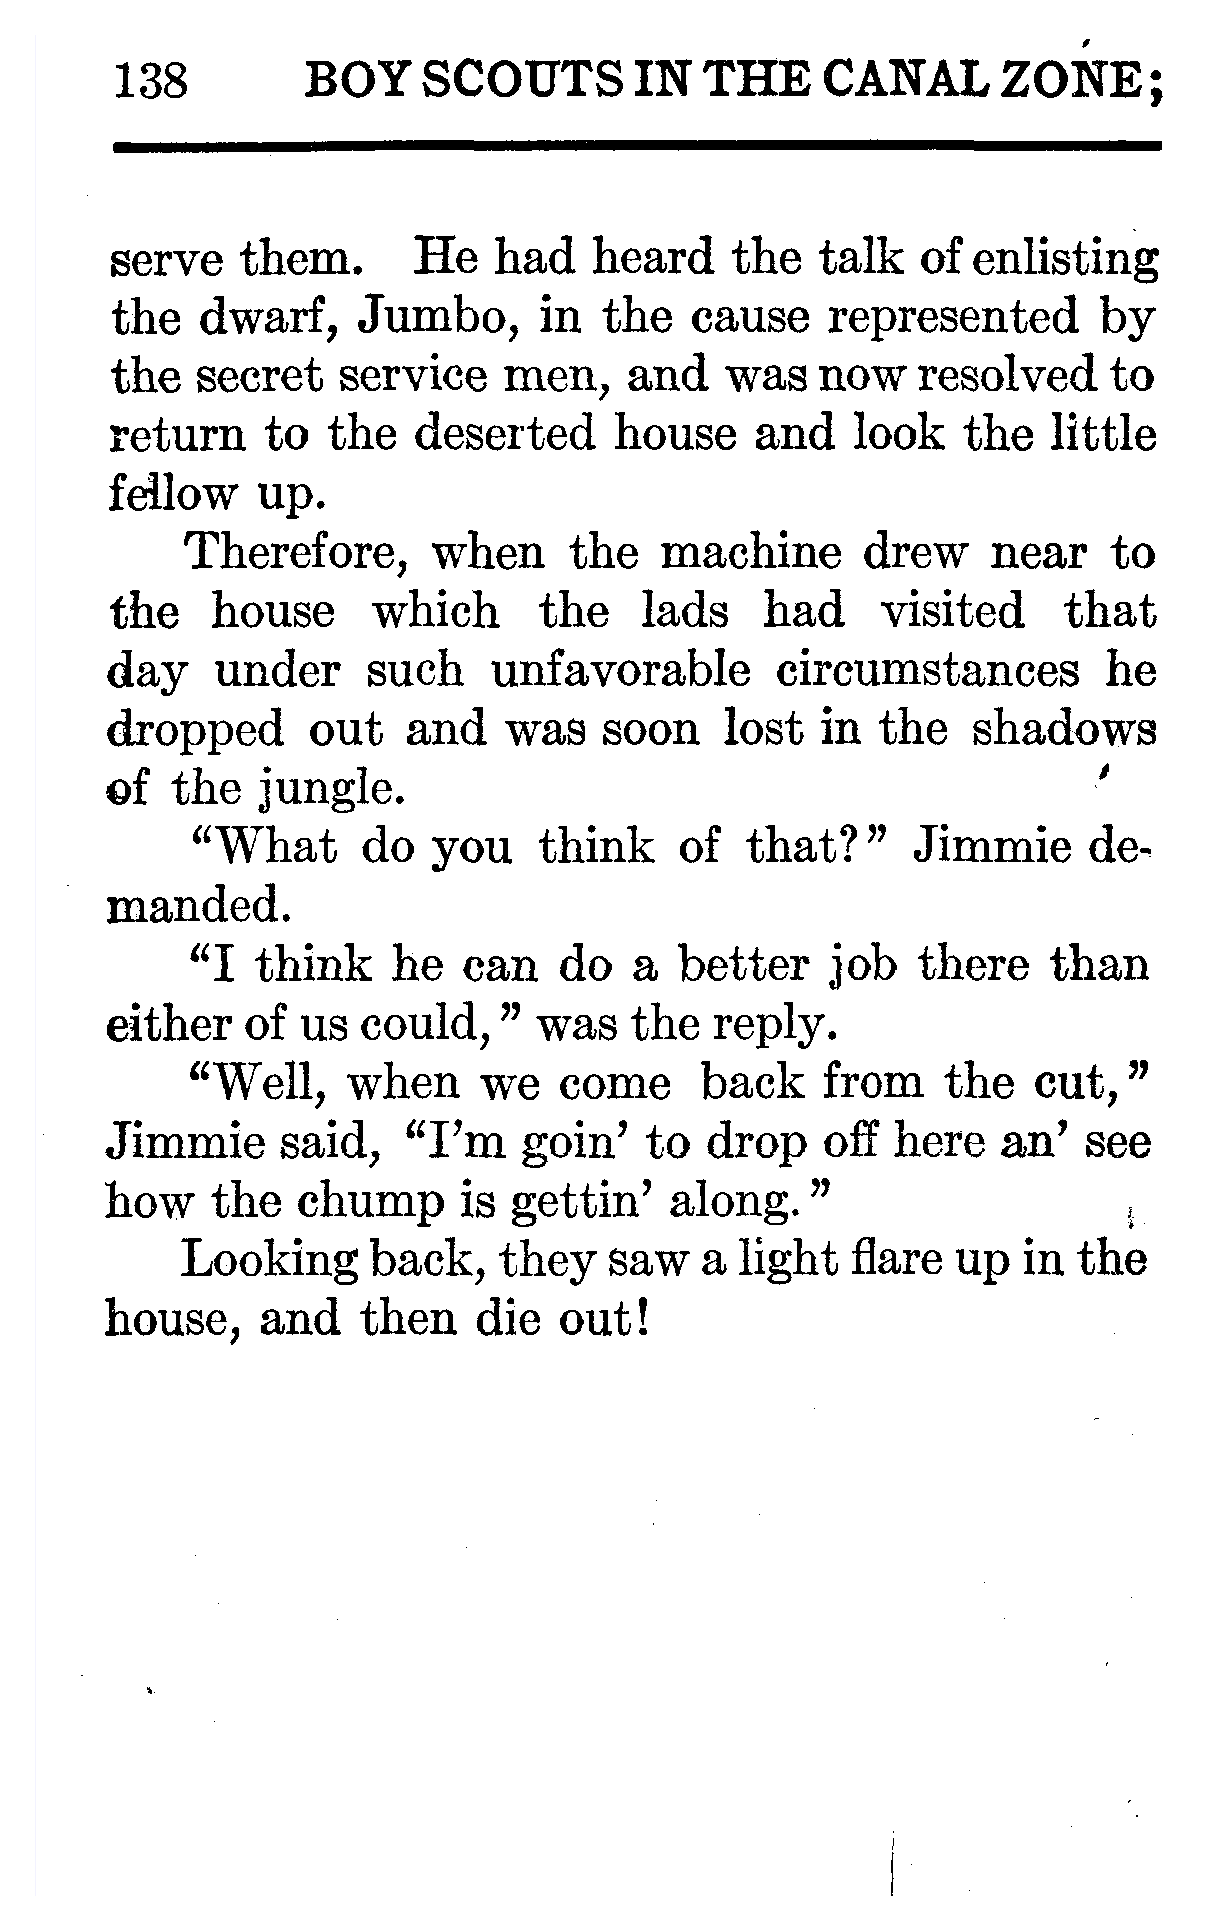 138 BOY SCOUTS IN THE CANAL ZONE;
serve them. He had heard the talk of enlisting
the dwarf, Jumbo, in the cause represented by
the secret service men, and was now resolved to
return to the deserted house and look the little
fellow up.
Therefore, when the machine drew near to
the house which the lads had visited that
day under such unfavorable circumstances he
dropped out and was soon lost in the shadows
of the jungle.
“What do you think of that?” Jimmie de-
manded.
“I think he can do a better job there than
either of us could,” was the reply.
“Well, when we come back from the cut,”
Jimmie said, “I’m goin’ to drop off here an’ see
how the chump is gettin’ along.”
Looking back, they saw a light flare up in the
house, and then die out!